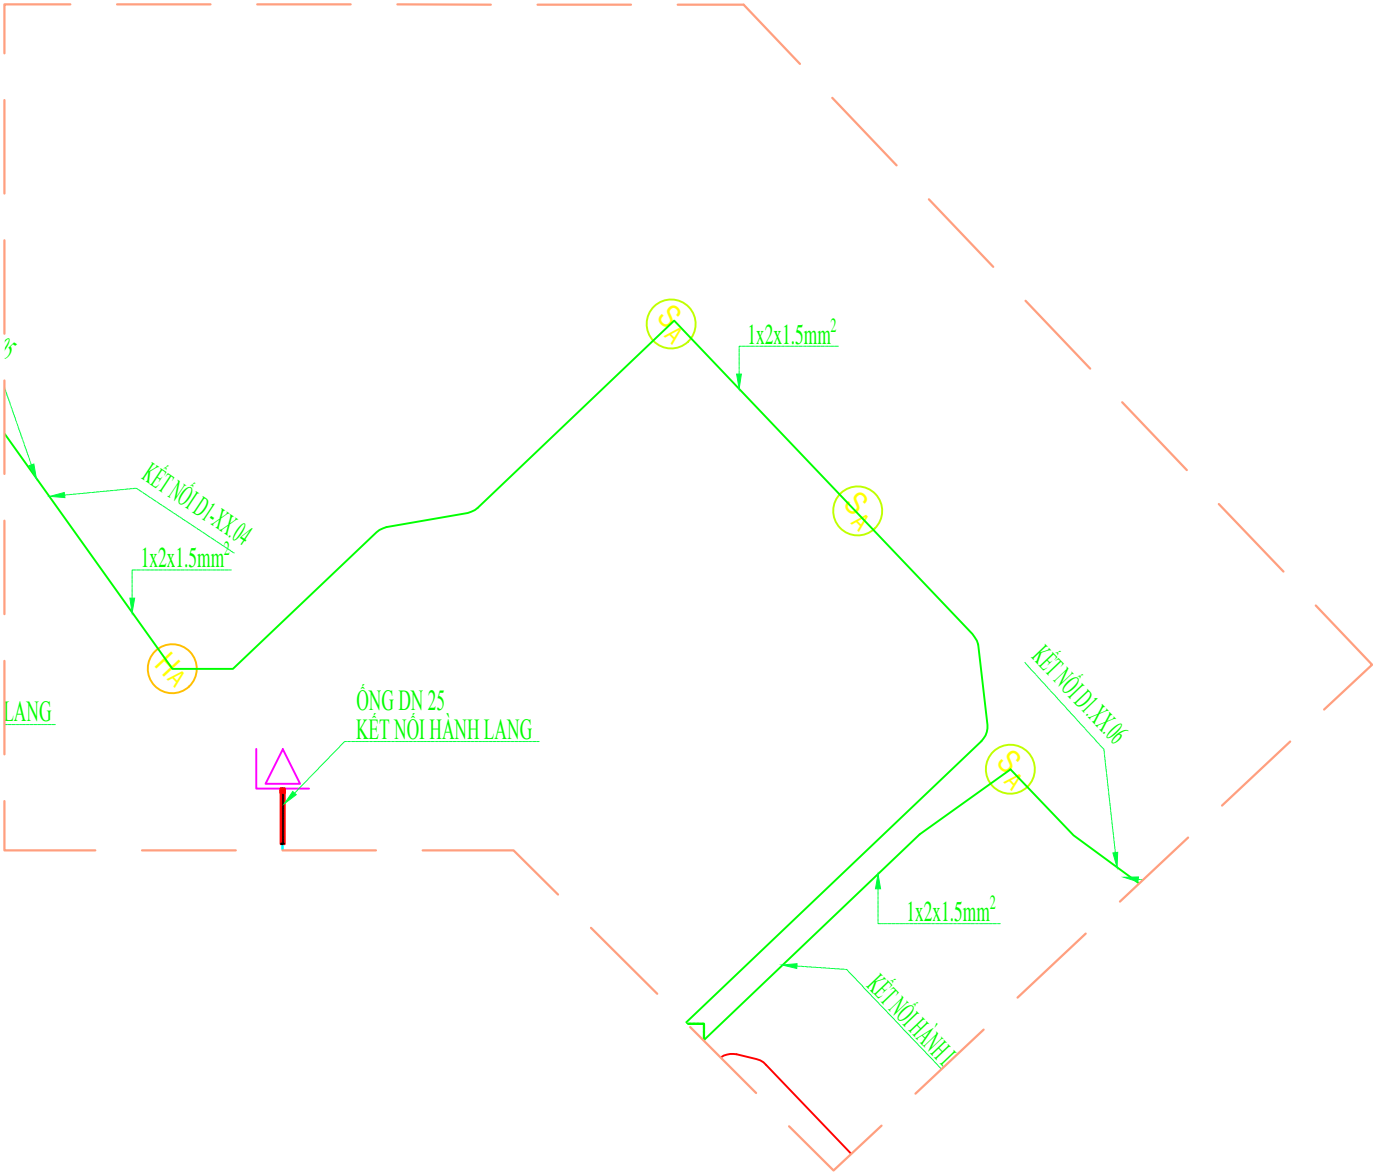 SA
1x2x1.5mm²
SA
KẾT NỐI D1-XX.04
1x2x1.5mm²
HA
KẾT NỐI D1.XX.06
ỐNG DN 25
KẾT NỐI HÀNH LANG
LANG
SA
1x2x1.5mm²
KẾT NỐI HÀNH L